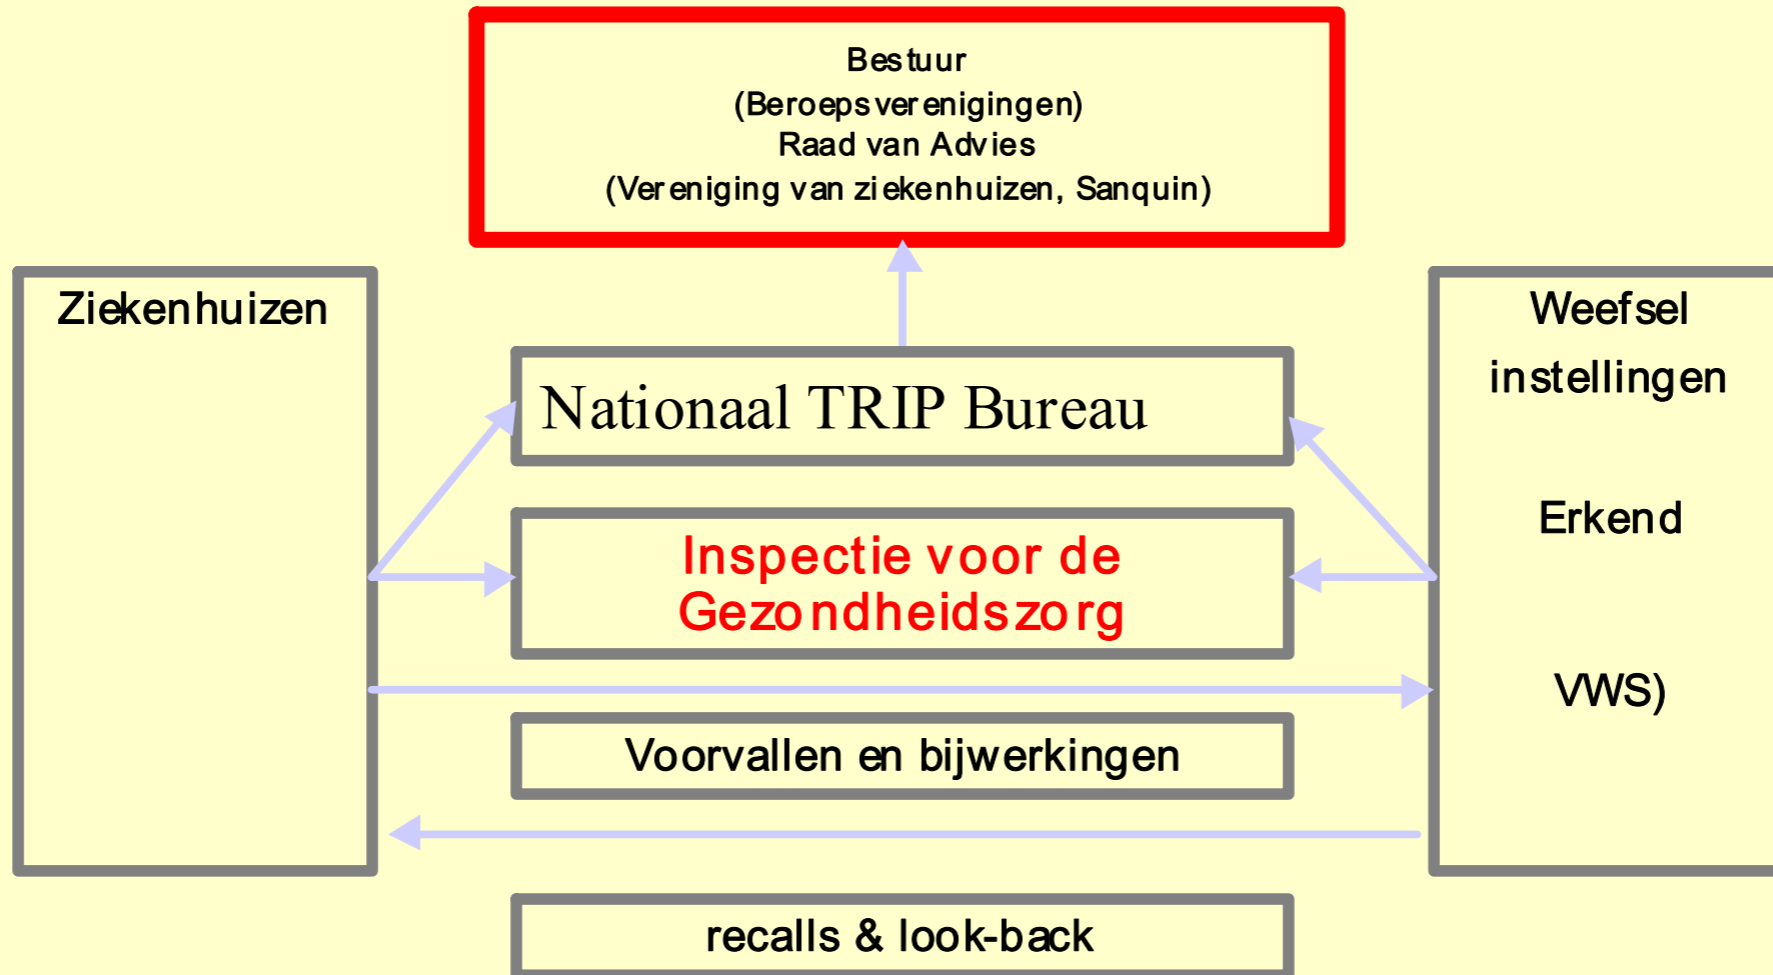 Bestuur
(Beroepsverenigingen)
Raad van Advies
(Vereniging van ziekenhuizen, Sanquin)
Ziekenhuizen
Nationaal TRIP Bureau
Inspectie voor de
Gezondheidszorg
Voorvallen en bijwerkingen
recalls & look-back
Weefsel
instellingen
Erkend
VWS)